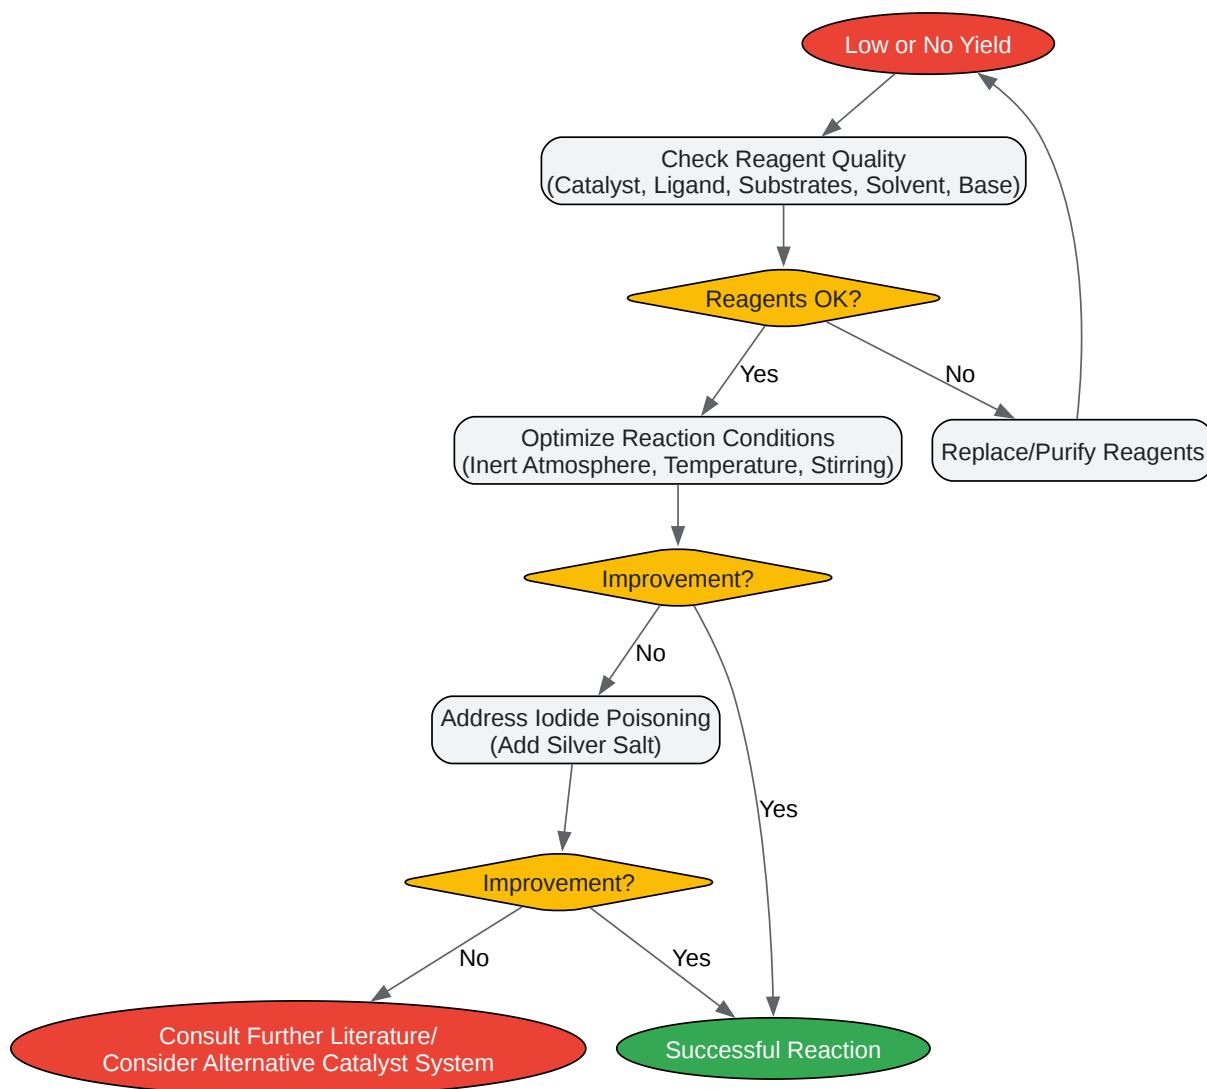 Low or No Yield
Check Reagent Quality
(Catalyst, Ligand, Substrates, Solvent, Base)
Reagents OK?
Yes
No
Optimize Reaction Conditions
(Inert Atmosphere, Temperature, Stirring)
Replace/Purify Reagents
Improvement?
No
Address Iodide Poisoning
(Add Silver Salt)
Yes
Improvement?
No
Yes
Consult Further Literature/
Consider Alternative Catalyst System
Successful Reaction